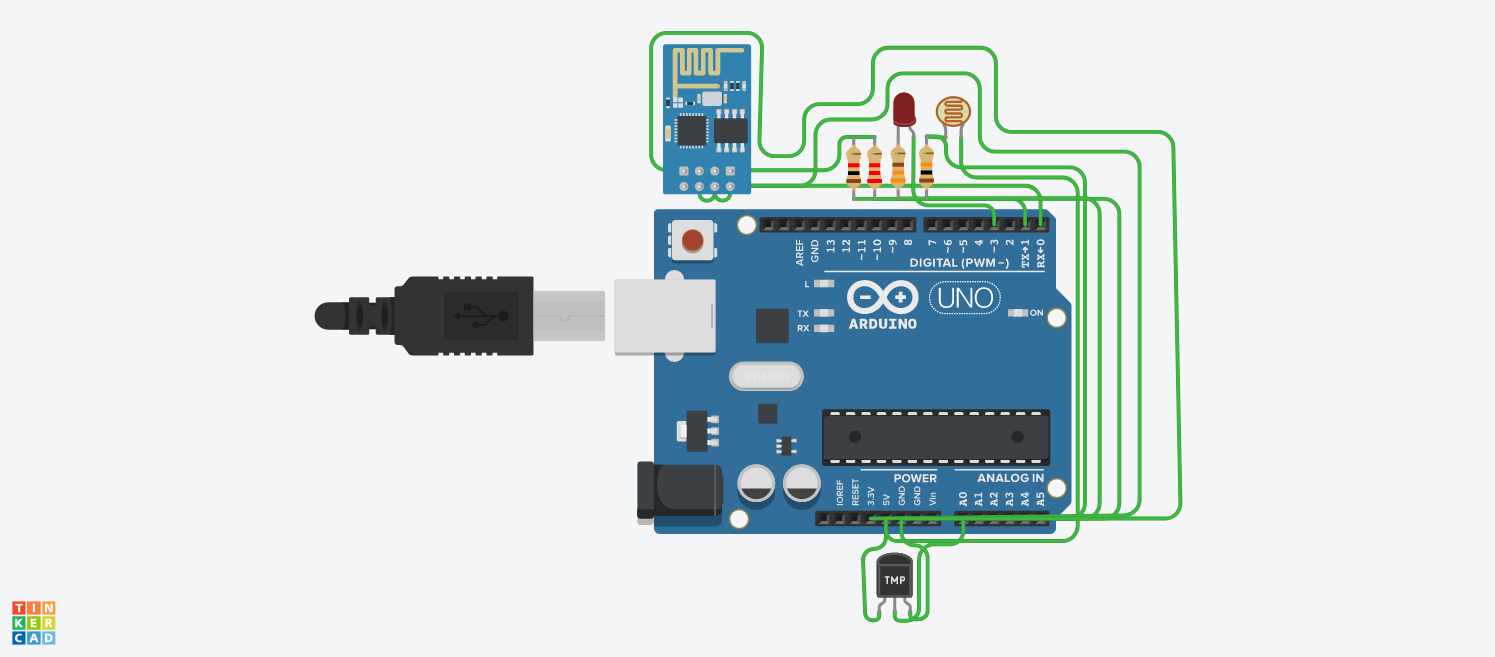 AREF
GND
13
12
~11
~10
~9
8
7
~6
~5
4
~3
2
TX→1
RX←0
DIGITAL (PWM~)
L
TX
RX
ARDUINO
UNO
ON
POWER
ANALOG IN
IOREF
RESET
3.3V
5V
GND
GND
Vin
A0
A1
A2
A3
A4
A5
TMP
TIN
KER
CAD